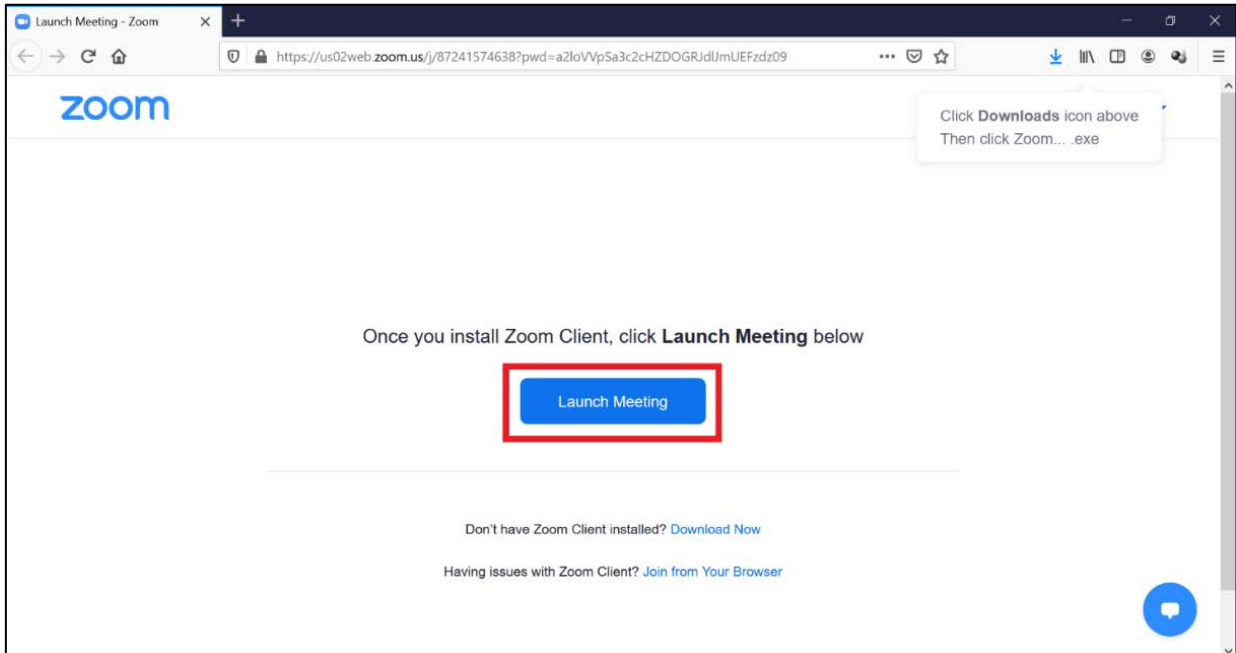 Launch Meeting - Zoom
https://us02web.zoom.us/j/87241574638?pwd=a2loVVpSa3c2cHZDOGRJdlJmUEFzdz09
zoom
Click Downloads icon above
Then click Zoom... .exe
Once you install Zoom Client, click Launch Meeting below
Launch Meeting
Don't have Zoom Client installed? Download Now
Having issues with Zoom Client? Join from Your Browser